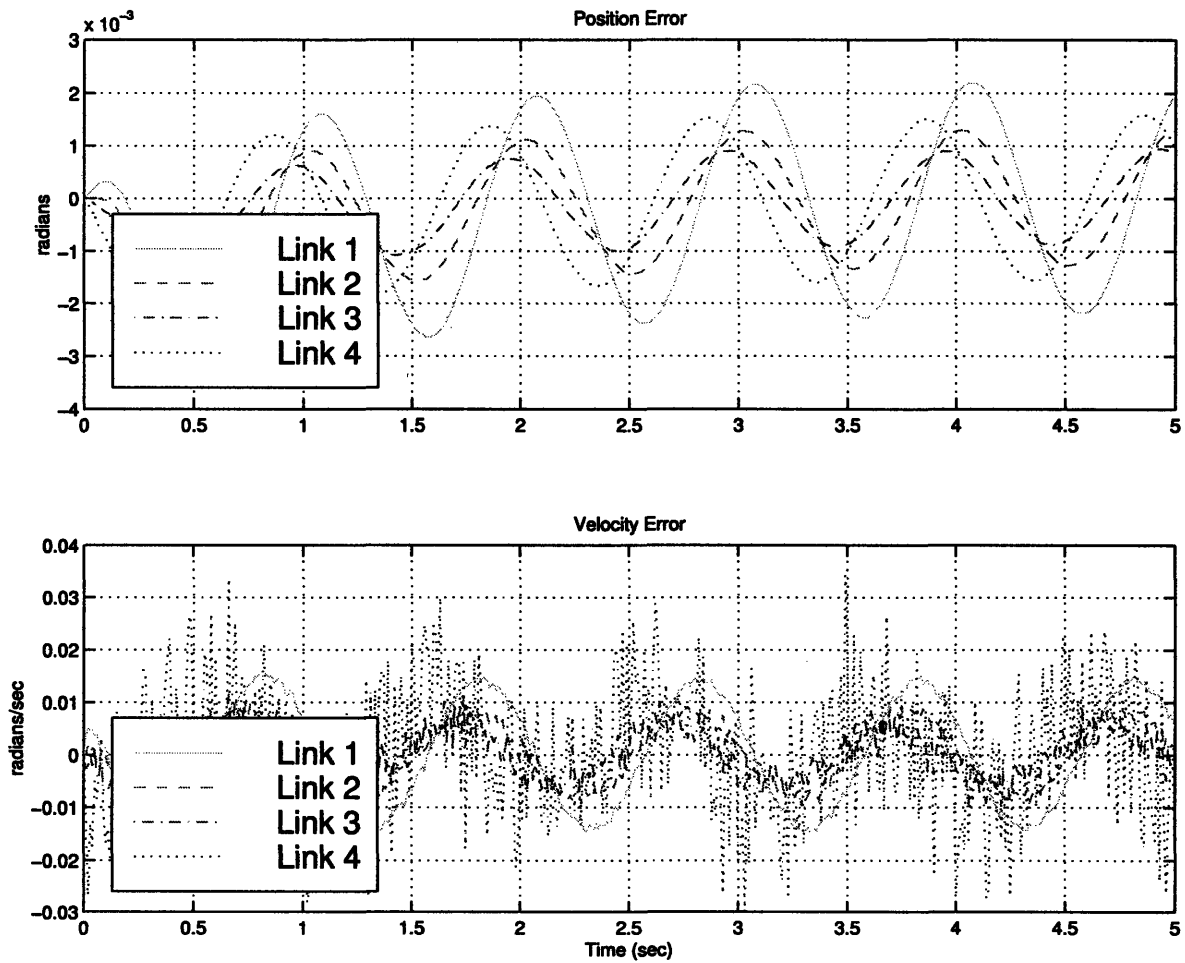 Position Error
x 10⁻³
3
2
1
0
−1
−2
−3
−4
radians
Link 1
Link 2
Link 3
Link 4
0 0.5 1 1.5 2 2.5 3 3.5 4 4.5 5
Velocity Error
0.04
0.03
0.02
0.01
0
−0.01
−0.02
−0.03
radians/sec
Link 1
Link 2
Link 3
Link 4
0 0.5 1 1.5 2 2.5 3 3.5 4 4.5 5
Time (sec)